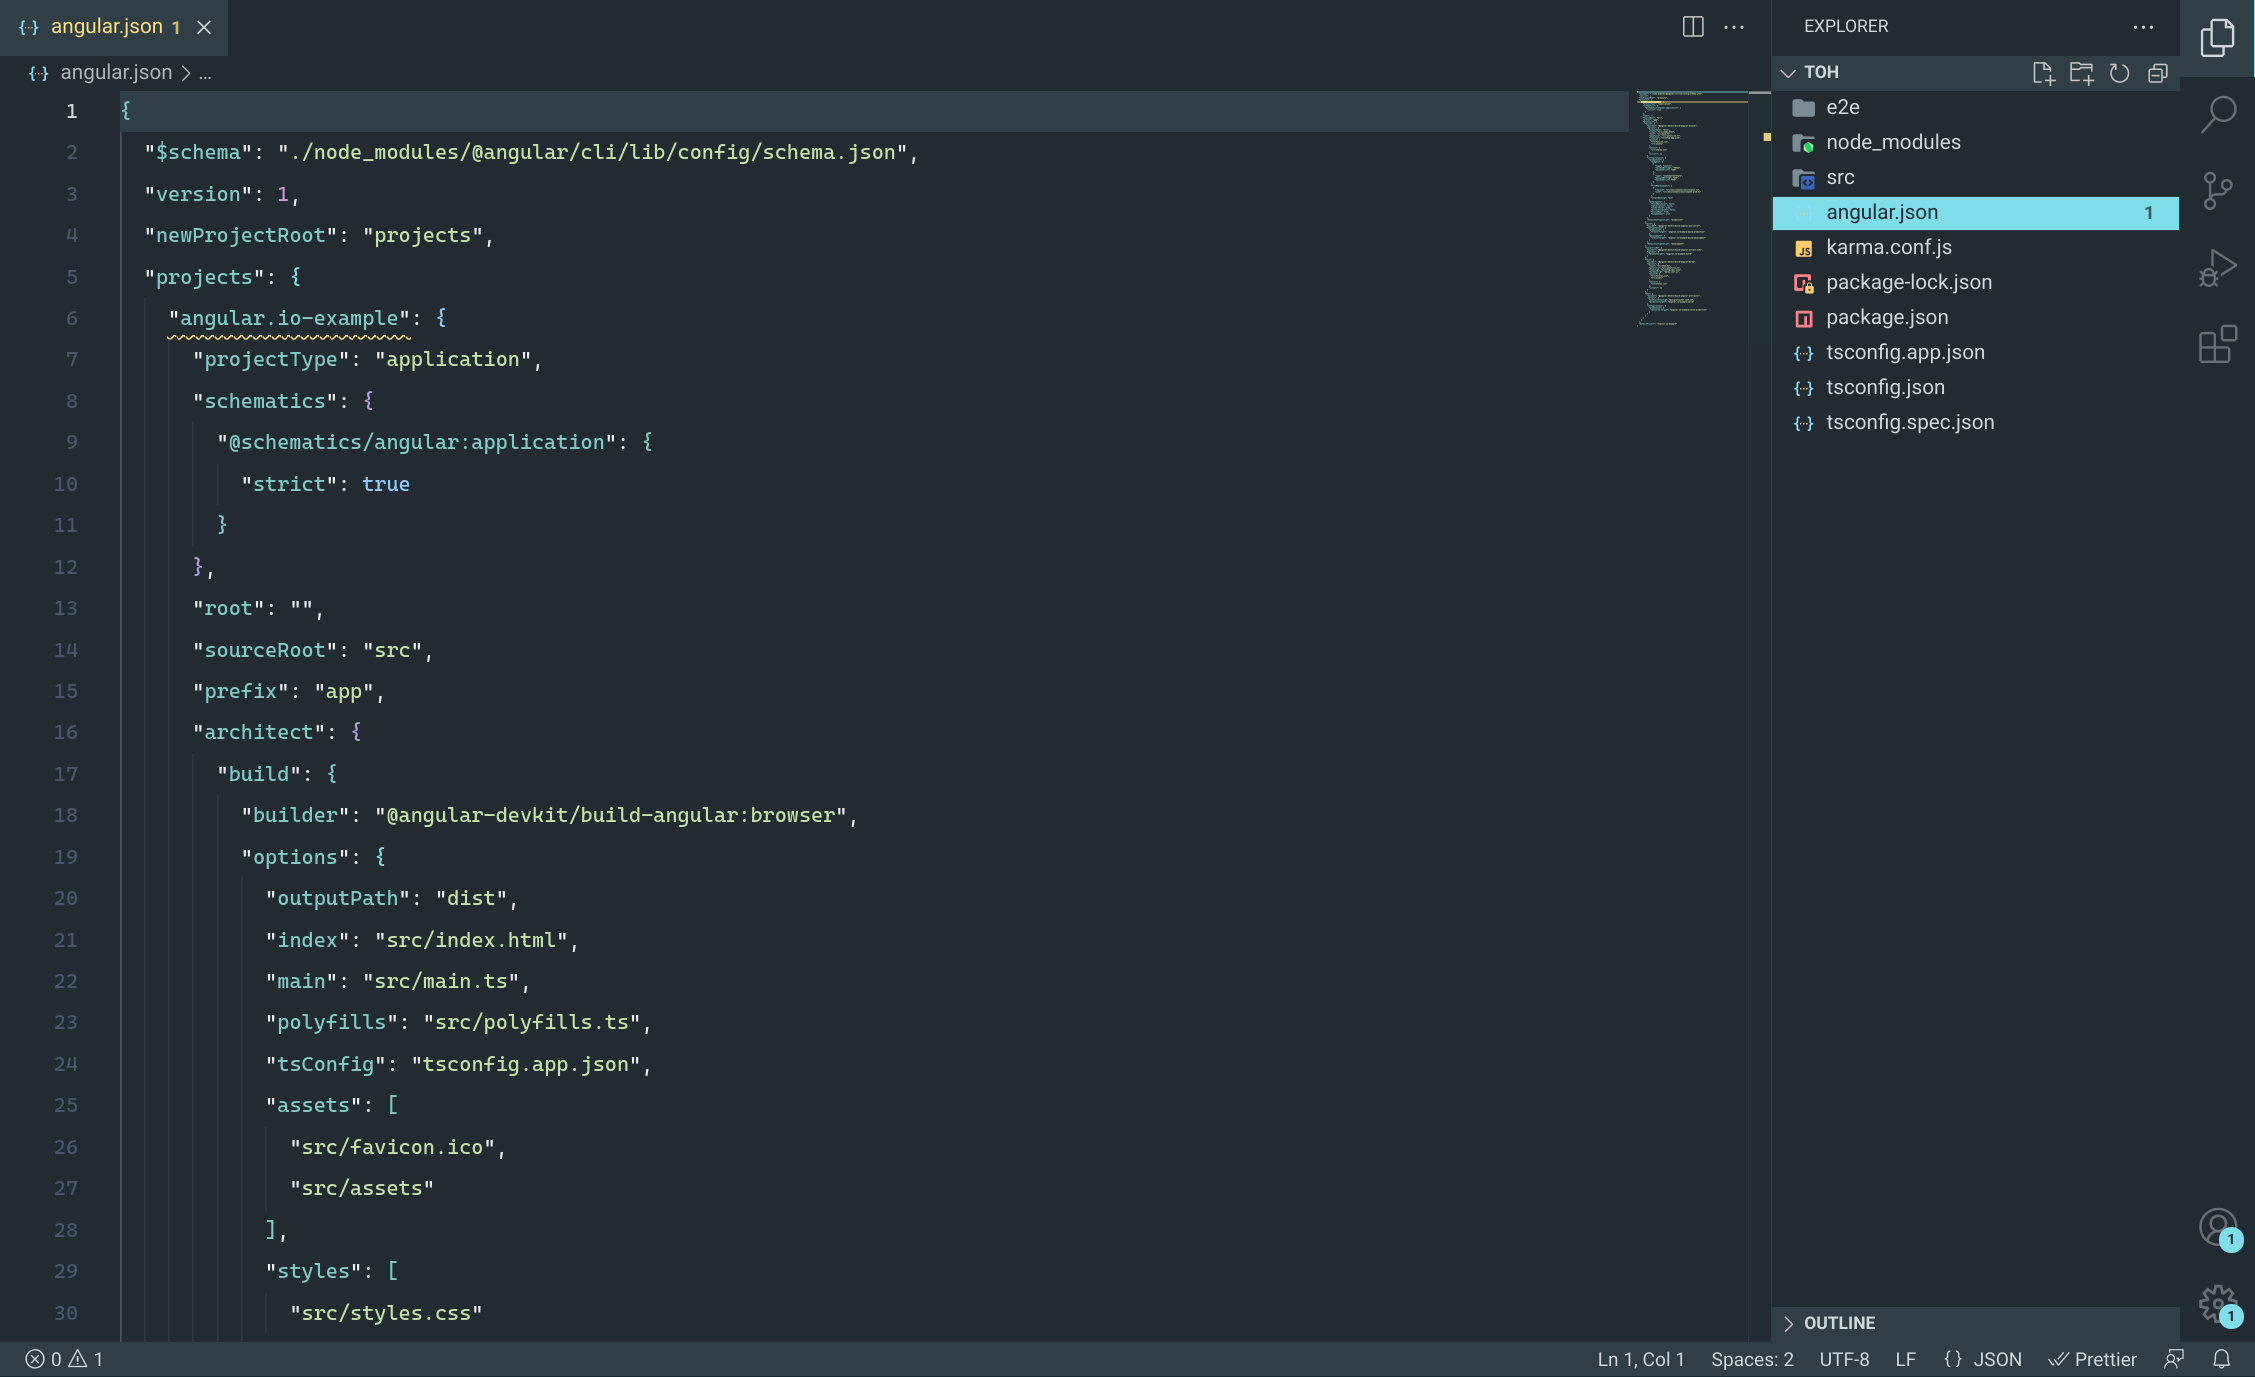 angular.json 1
angular.json > ...
1 {
2 "$schema": "./node_modules/@angular/cli/lib/config/schema.json",
3 "version": 1,
4 "newProjectRoot": "projects",
5 "projects": {
6 "angular.io-example": {
7 "projectType": "application",
8 "schematics": {
9 "@schematics/angular:application": {
10 "strict": true
11 }
12 },
13 "root": "",
14 "sourceRoot": "src",
15 "prefix": "app",
16 "architect": {
17 "build": {
18 "builder": "@angular-devkit/build-angular:browser",
19 "options": {
20 "outputPath": "dist",
21 "index": "src/index.html",
22 "main": "src/main.ts",
23 "polyfills": "src/polyfills.ts",
24 "tsConfig": "tsconfig.app.json",
25 "assets": [
26 "src/favicon.ico",
27 "src/assets"
28 ],
29 "styles": [
30 "src/styles.css"
EXPLORER
TOH
e2e
node_modules
src
angular.json 1
karma.conf.js
package-lock.json
package.json
tsconfig.app.json
tsconfig.json
tsconfig.spec.json
OUTLINE
1
1
0 1
Ln 1, Col 1 Spaces: 2 UTF-8 LF {} JSON Prettier